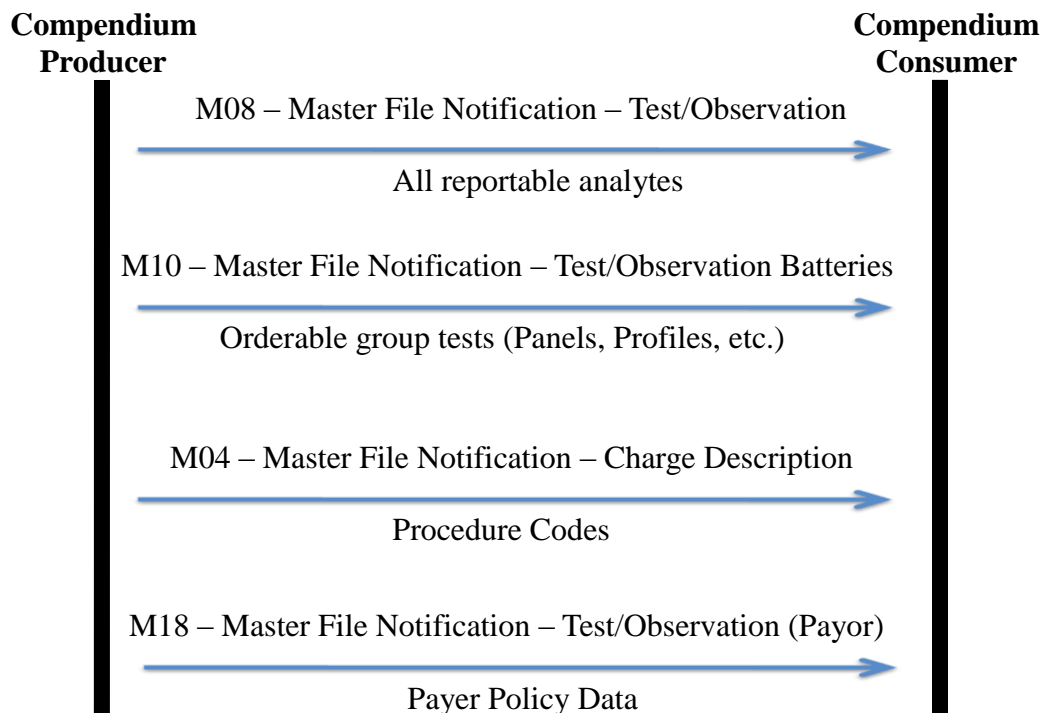 Compendium
Producer
Compendium
Consumer
M08 – Master File Notification – Test/Observation
All reportable analytes
M10 – Master File Notification – Test/Observation Batteries
Orderable group tests (Panels, Profiles, etc.)
M04 – Master File Notification – Charge Description
Procedure Codes
M18 – Master File Notification – Test/Observation (Payor)
Payer Policy Data